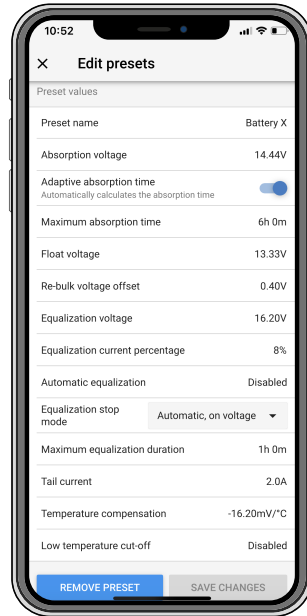 10:52
× Edit presets
Preset values
Preset name Battery X
Absorption voltage 14.44V
Adaptive absorption time
Automatically calculates the absorption time
Maximum absorption time 6h 0m
Float voltage 13.33V
Re-bulk voltage offset 0.40V
Equalization voltage 16.20V
Equalization current percentage 8%
Automatic equalization Disabled
Equalization stop
mode Automatic, on voltage
Maximum equalization duration 1h 0m
Tail current 2.0A
Temperature compensation -16.20mV/°C
Low temperature cut-off Disabled
REMOVE PRESET SAVE CHANGES